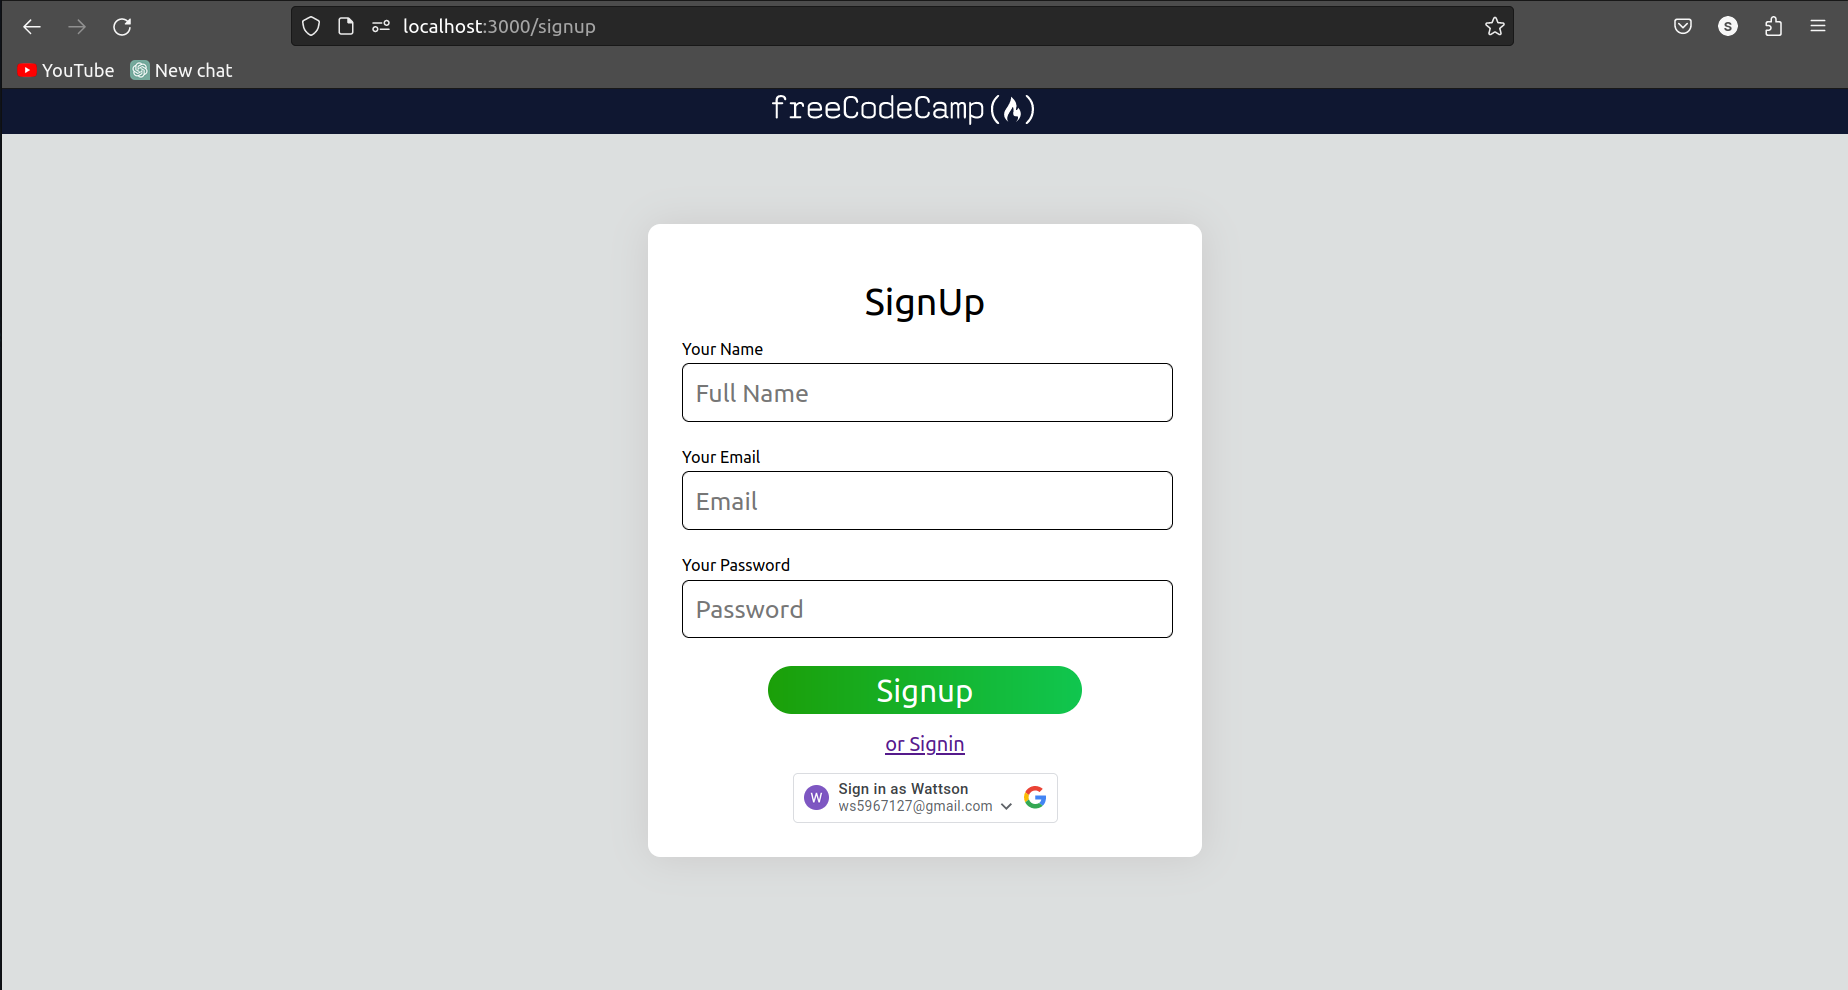 localhost:3000/signup
S
YouTube New chat
freeCodeCamp(🔥)
SignUp
Your Name
Full Name
Your Email
Email
Your Password
Password
Signup
or Signin
W
Sign in as Wattson
ws5967127@gmail.com
G